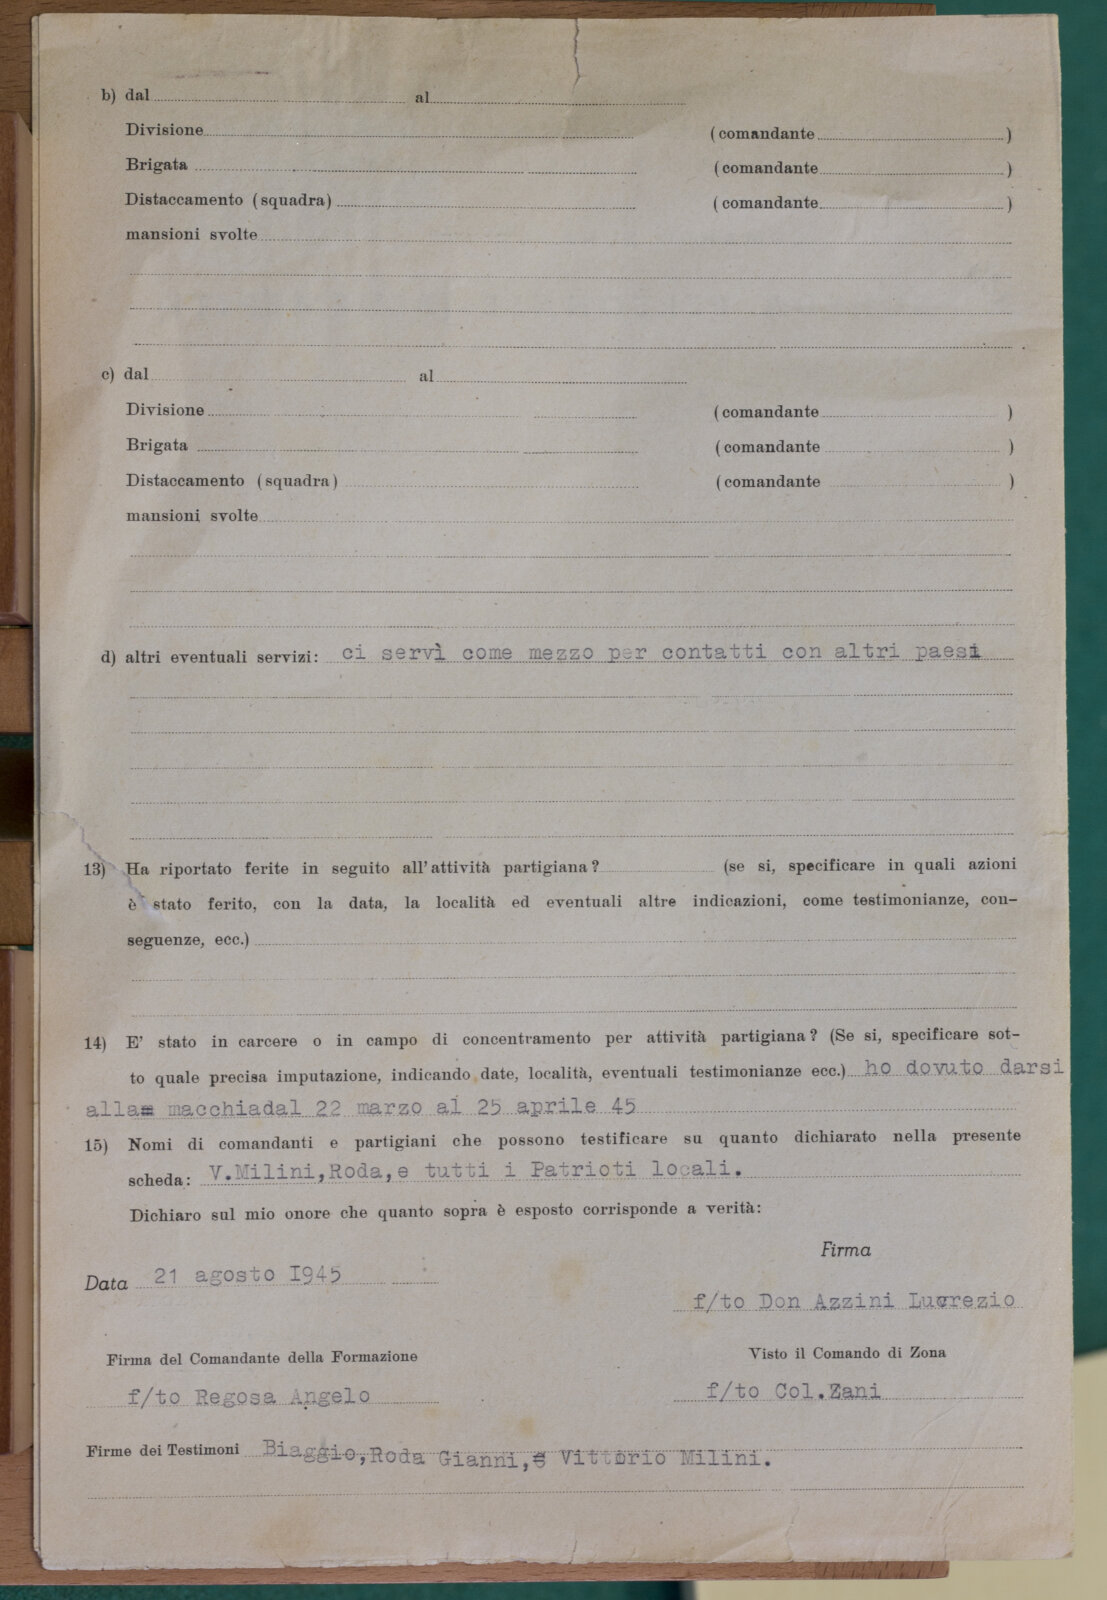 b) dal al
Divisione (comandante )
Brigata (comandante )
Distaccamento (squadra) (comandante )
mansioni svolte
c) dal al
Divisione (comandante )
Brigata (comandante )
Distaccamento (squadra) (comandante )
mansioni svolte
d) altri eventuali servizi: ci servì come mezzo per contatti con altri paesi
13) Ha riportato ferite in seguito all'attività partigiana? (se si, specificare in quali azioni
è stato ferito, con la data, la località ed eventuali altre indicazioni, come testimonianze, con-
seguenze, ecc.)
14) E' stato in carcere o in campo di concentramento per attività partigiana? (Se si, specificare sot-
to quale precisa imputazione, indicando date, località, eventuali testimonianze ecc.) ho dovuto darsi
alla macchiadal 22 marzo al 25 aprile 45
15) Nomi di comandanti e partigiani che possono testificare su quanto dichiarato nella presente
scheda: V.Milini,Roda,e tutti i Patrioti locali.
Dichiaro sul mio onore che quanto sopra è esposto corrisponde a verità:
Firma
Data 21 agosto I945
f/to Don Azzini Lucrezio
Firma del Comandante della Formazione
Visto il Comando di Zona
f/to Regosa Angelo
f/to Col.Zani
Firme dei Testimoni Biaggio,Roda Gianni,e Vittorio Milini.